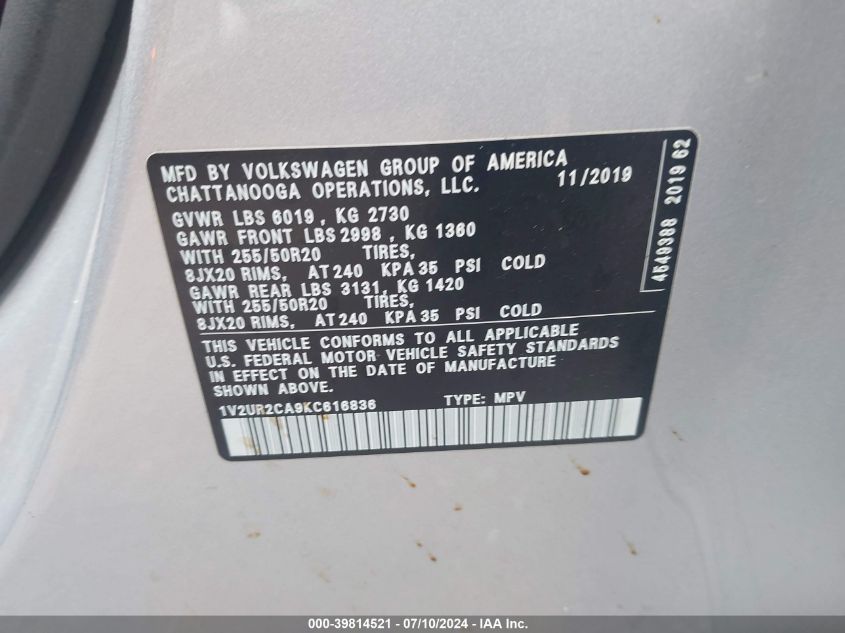 MFD BY VOLKSWAGEN GROUP OF AMERICA
CHATTANOOGA OPERATIONS, LLC. 11/2019
GVWR LBS 6019 , KG 2730
GAWR FRONT LBS 2998 , KG 1360
WITH 255/50R20 TIRES,
8JX20 RIMS, AT 240 KPA 35 PSI COLD
GAWR REAR LBS 3131, KG 1420
WITH 255/50R20 TIRES,
8JX20 RIMS, AT 240 KPA 35 PSI COLD
THIS VEHICLE CONFORMS TO ALL APPLICABLE
U.S. FEDERAL MOTOR VEHICLE SAFETY STANDARDS
IN EFFECT ON THE DATE OF MANUFACTURE
SHOWN ABOVE.
1V2UR2CA9KC616836 TYPE: MPV
4549388 2019 62
000-39814521 - 07/10/2024 - IAA Inc.